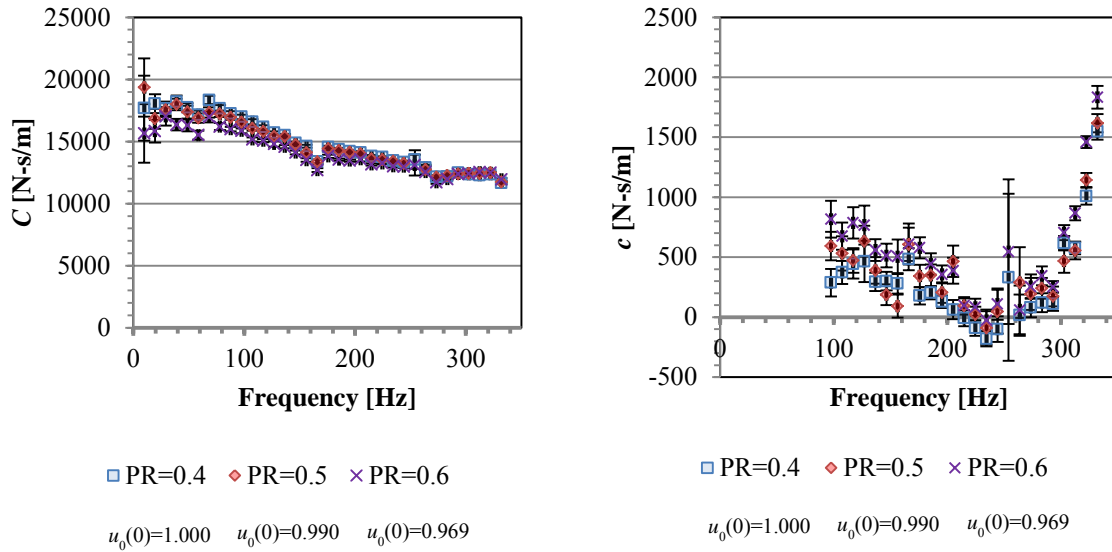 25000
20000
15000
10000
5000
0
C [N-s/m]
0 100 200 300
Frequency [Hz]
PR=0.4 PR=0.5 PR=0.6
u₀(0)=1.000 u₀(0)=0.990 u₀(0)=0.969
2500
2000
1500
1000
500
0
-500
c [N-s/m]
0 100 200 300
Frequency [Hz]
PR=0.4 PR=0.5 PR=0.6
u₀(0)=1.000 u₀(0)=0.990 u₀(0)=0.969